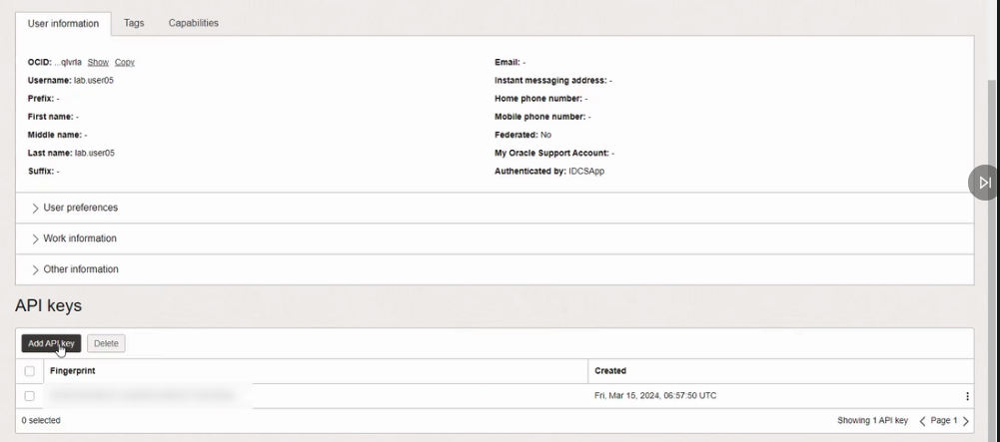 User information Tags Capabilities
OCID: ...qlvrla Show Copy
Username: lab.user05
Prefix: -
First name: -
Middle name: -
Last name: lab.user05
Suffix: -
Email: -
Instant messaging address: -
Home phone number: -
Mobile phone number: -
Federated: No
My Oracle Support Account: -
Authenticated by: IDCSApp
User preferences
Work information
Other information
API keys
Add API key Delete
Fingerprint Created
Fri, Mar 15, 2024, 06:57:50 UTC
0 selected Showing 1 API key Page 1